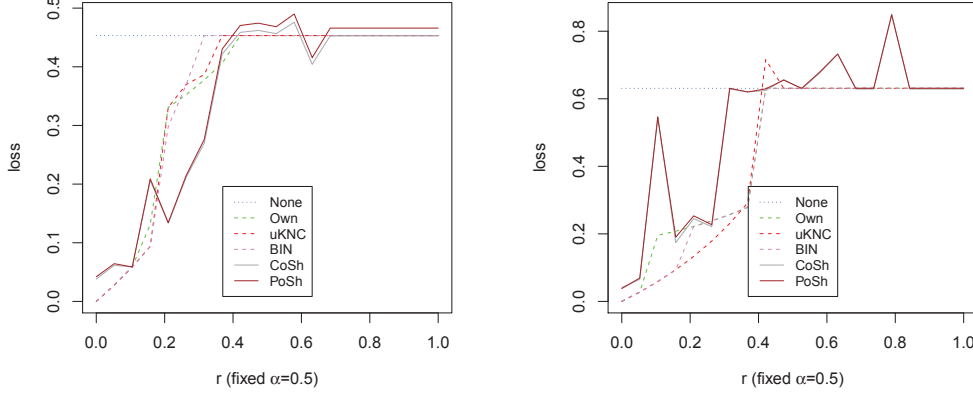 0.5
0.4
0.3
0.2
0.1
0.0
loss
None
Own
uKNC
BIN
CoSh
PoSh
0.0 0.2 0.4 0.6 0.8 1.0
r (fixed α=0.5)
0.8
0.6
0.4
0.2
0.0
loss
None
Own
uKNC
BIN
CoSh
PoSh
0.0 0.2 0.4 0.6 0.8 1.0
r (fixed α=0.5)